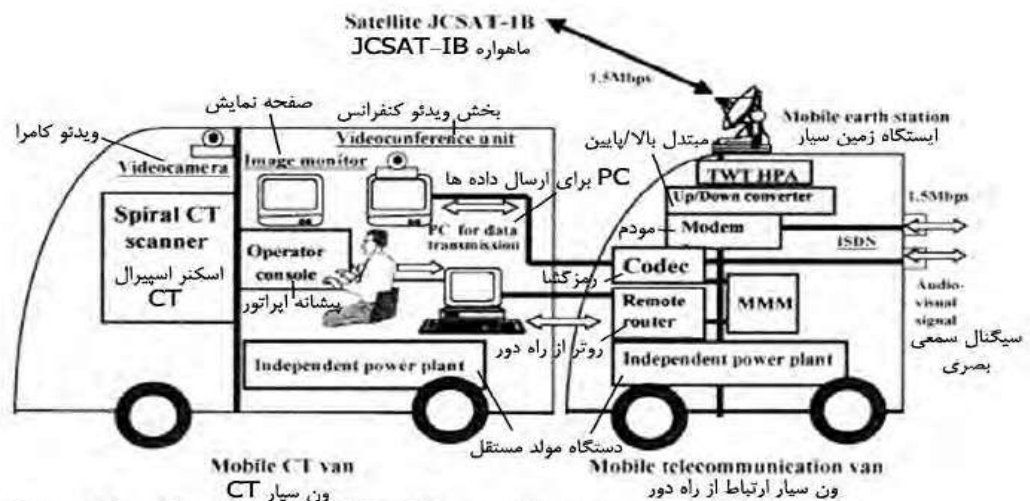 Satellite JCSAT-1B
ماهواره JCSAT-IB
1.5Mbps
صفحه نمایش
بخش ویدئو کنفرانس
ویدئو کامرا
Videocamera
Image monitor
Videoconference unit
Mobile earth station
ایستگاه زمین سیار
مبتدل بالا/پایین
TWT HPA
Up/Down converter
1.5Mbps
PC برای ارسال داده ها
PC for data
transmission
مودم
Modem
ISDN
Spiral CT
scanner
اسکنر اسپیرال
CT
Operator
console
پیشانه اپراتور
Codec
رمزگشا
Remote
router
MMM
Audio-
visual
signal
سیگنال سمعی
بصری
روتر از راه دور
Independent power plant
Independent power plant
دستگاه مولد مستقل
Mobile CT van
ون سیار CT
Mobile telecommunication van
ون سیار ارتباط از راه دور